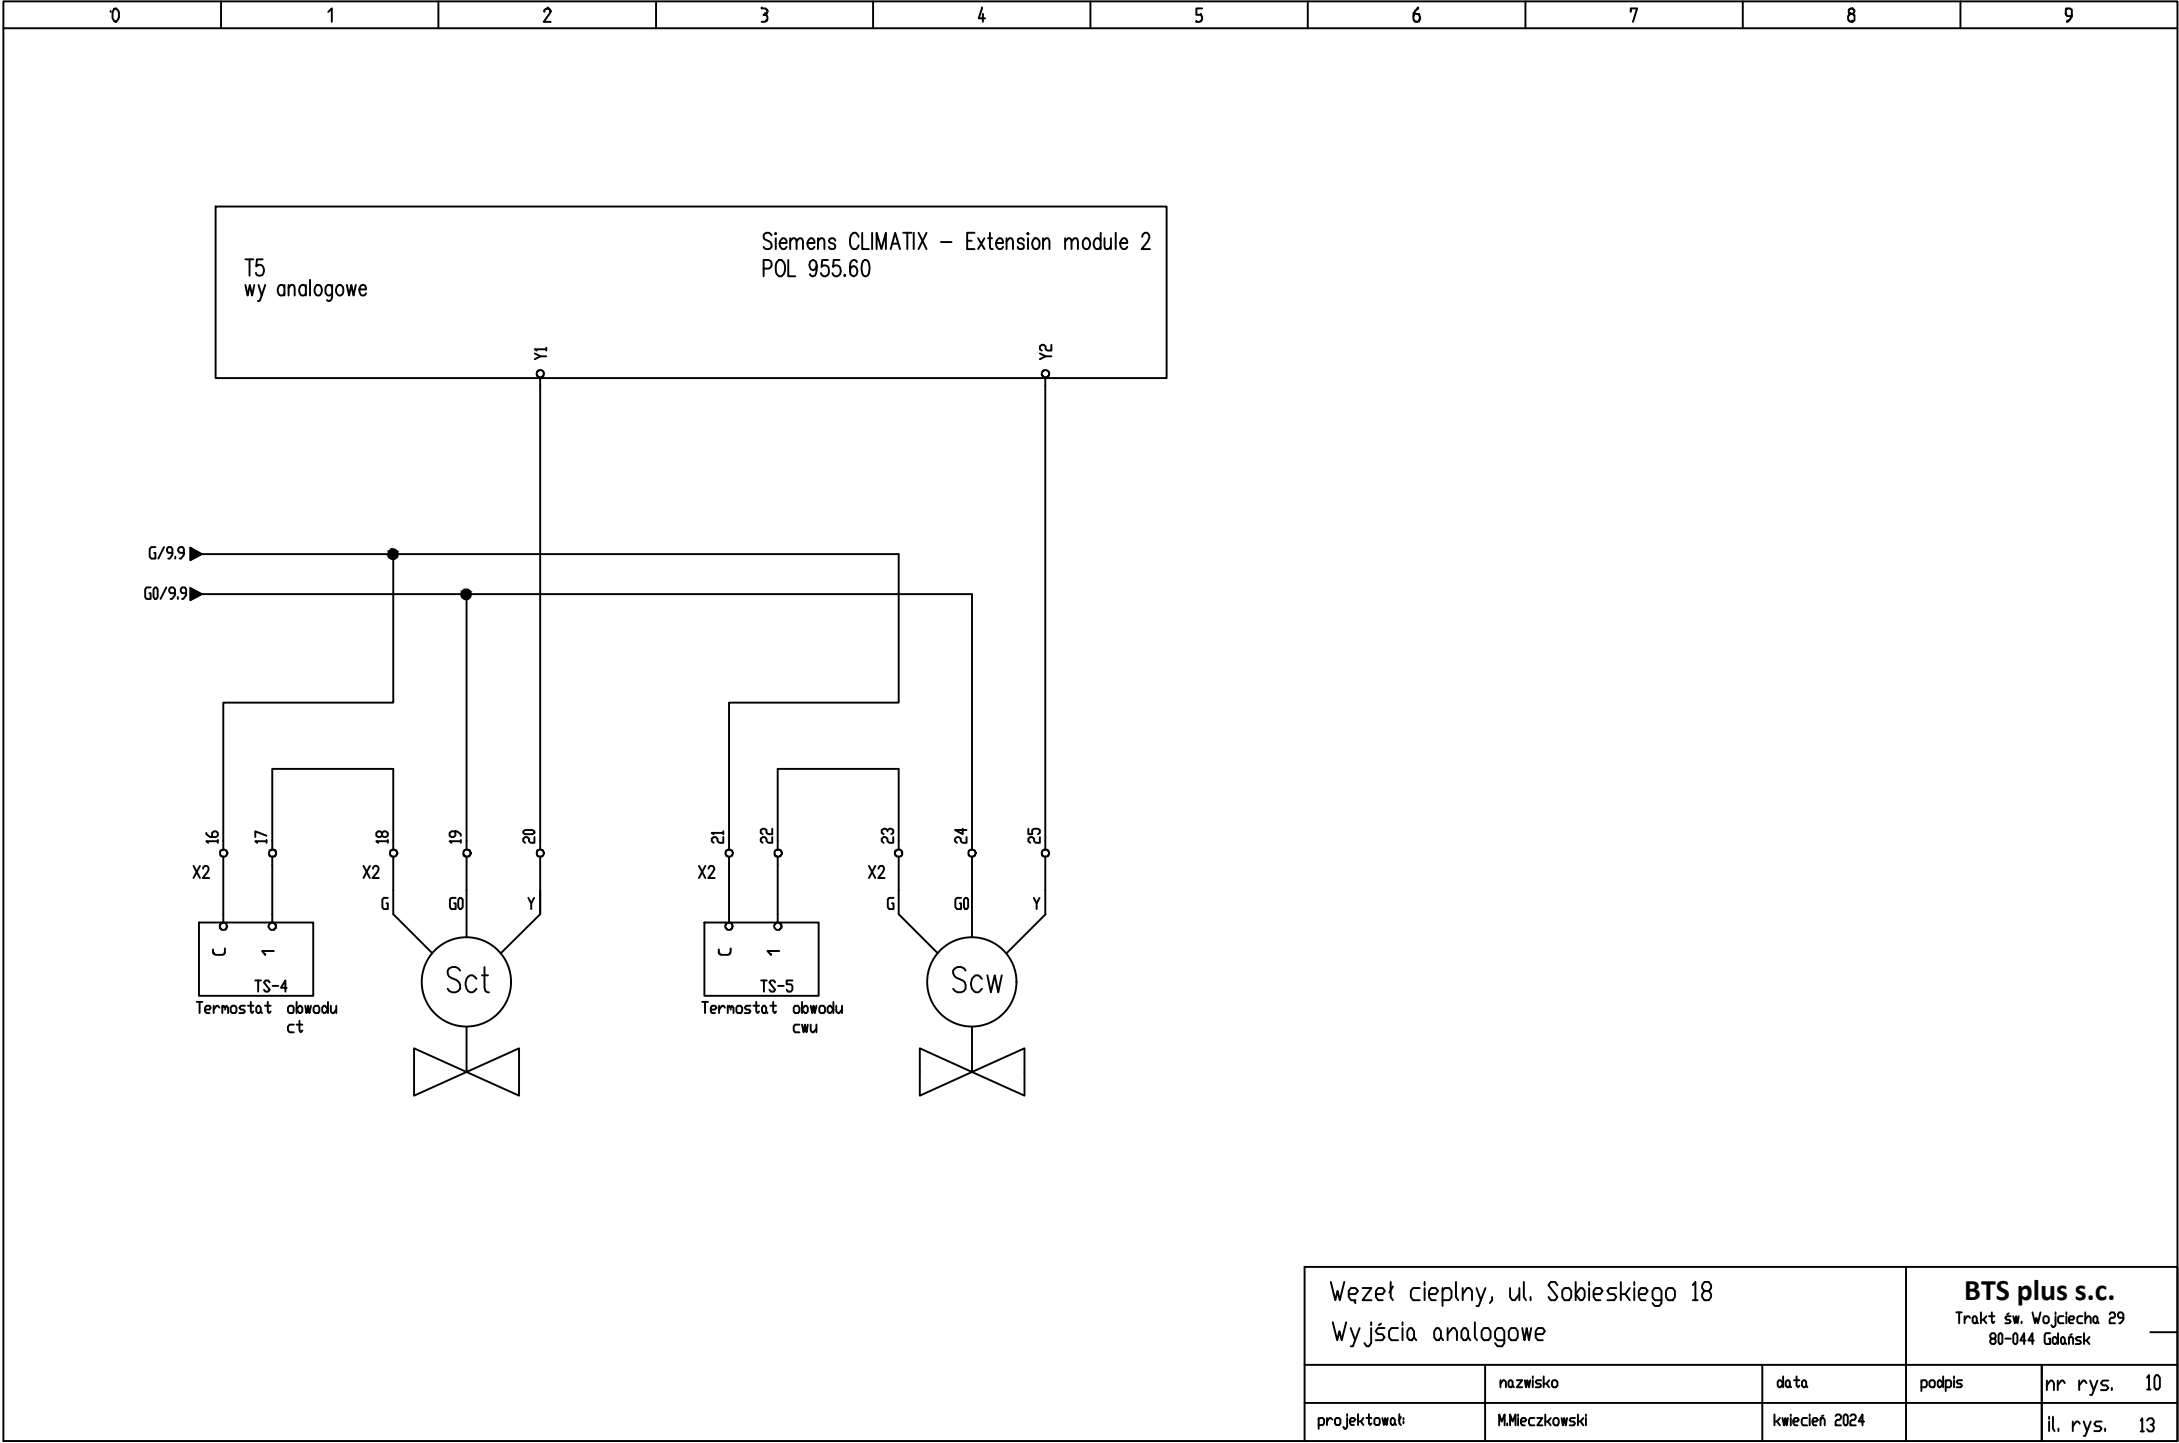 0 1 2 3 4 5 6 7 8 9
Siemens CLIMATIX – Extension module 2
POL 955.60
T5
wy analogowe
Y1 Y2
G/9.9
G0/9.9
16 17 18 19 20 21 22 23 24 25
X2 X2 X2 X2
G G0 Y G G0 Y
C 1 C 1
Sct Scw
TS-4 TS-5
Termostat obwodu Termostat obwodu
ct cwu
Węzeł cieplny, ul. Sobieskiego 18
Wyjścia analogowe
BTS plus s.c.
Trakt św. Wojciecha 29
80-044 Gdańsk
nazwisko data podpis nr rys. 10
projektował: M.Mieczkowski kwiecień 2024 il. rys. 13